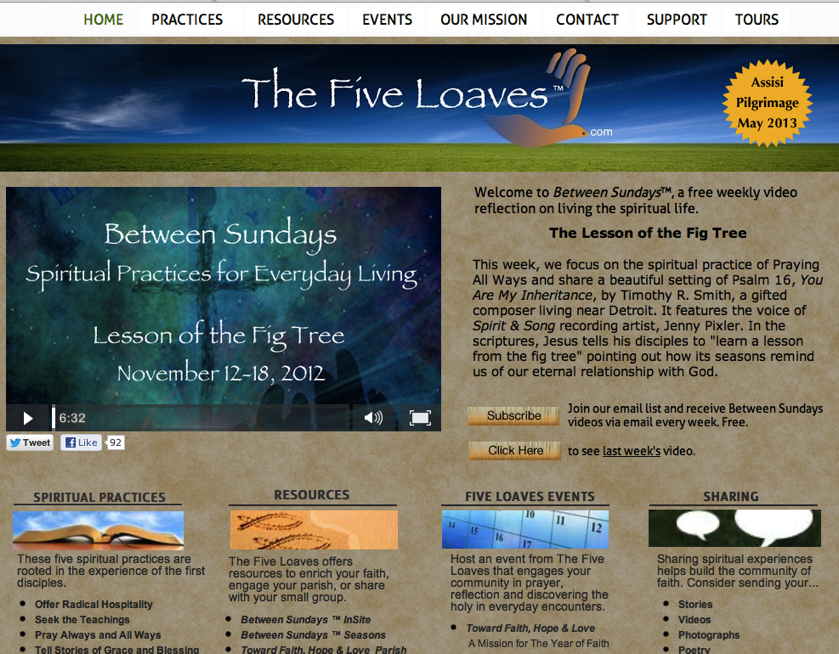 HOME PRACTICES RESOURCES EVENTS OUR MISSION CONTACT SUPPORT TOURS
The Five Loaves™
.com
Assisi
Pilgrimage
May 2013
Between Sundays
Spiritual Practices for Everyday Living
Lesson of the Fig Tree
November 12-18, 2012
6:32
Tweet Like 92
Welcome to Between Sundays™, a free weekly video
reflection on living the spiritual life.
The Lesson of the Fig Tree
This week, we focus on the spiritual practice of Praying
All Ways and share a beautiful setting of Psalm 16, You
Are My Inheritance, by Timothy R. Smith, a gifted
composer living near Detroit. It features the voice of
Spirit & Song recording artist, Jenny Pixler. In the
scriptures, Jesus tells his disciples to "learn a lesson
from the fig tree" pointing out how its seasons remind
us of our eternal relationship with God.
Subscribe
Join our email list and receive Between Sundays
videos via email every week. Free.
Click Here
to see last week's video.
SPIRITUAL PRACTICES
These five spiritual practices are
rooted in the experience of the first
disciples.
Offer Radical Hospitality
Seek the Teachings
Pray Always and All Ways
Tell Stories of Grace and Blessing
RESOURCES
The Five Loaves offers
resources to enrich your faith,
engage your parish, or share
with your small group.
Between Sundays ™ InSite
Between Sundays ™ Seasons
Toward Faith, Hope & Love Parish
FIVE LOAVES EVENTS
10 11 12
14 15 16
Host an event from The Five
Loaves that engages your
community in prayer,
reflection and discovering the
holy in everyday encounters.
Toward Faith, Hope & Love
A Mission for The Year of Faith
SHARING
Sharing spiritual experiences
helps build the community of
faith. Consider sending your...
Stories
Videos
Photographs
Poetry